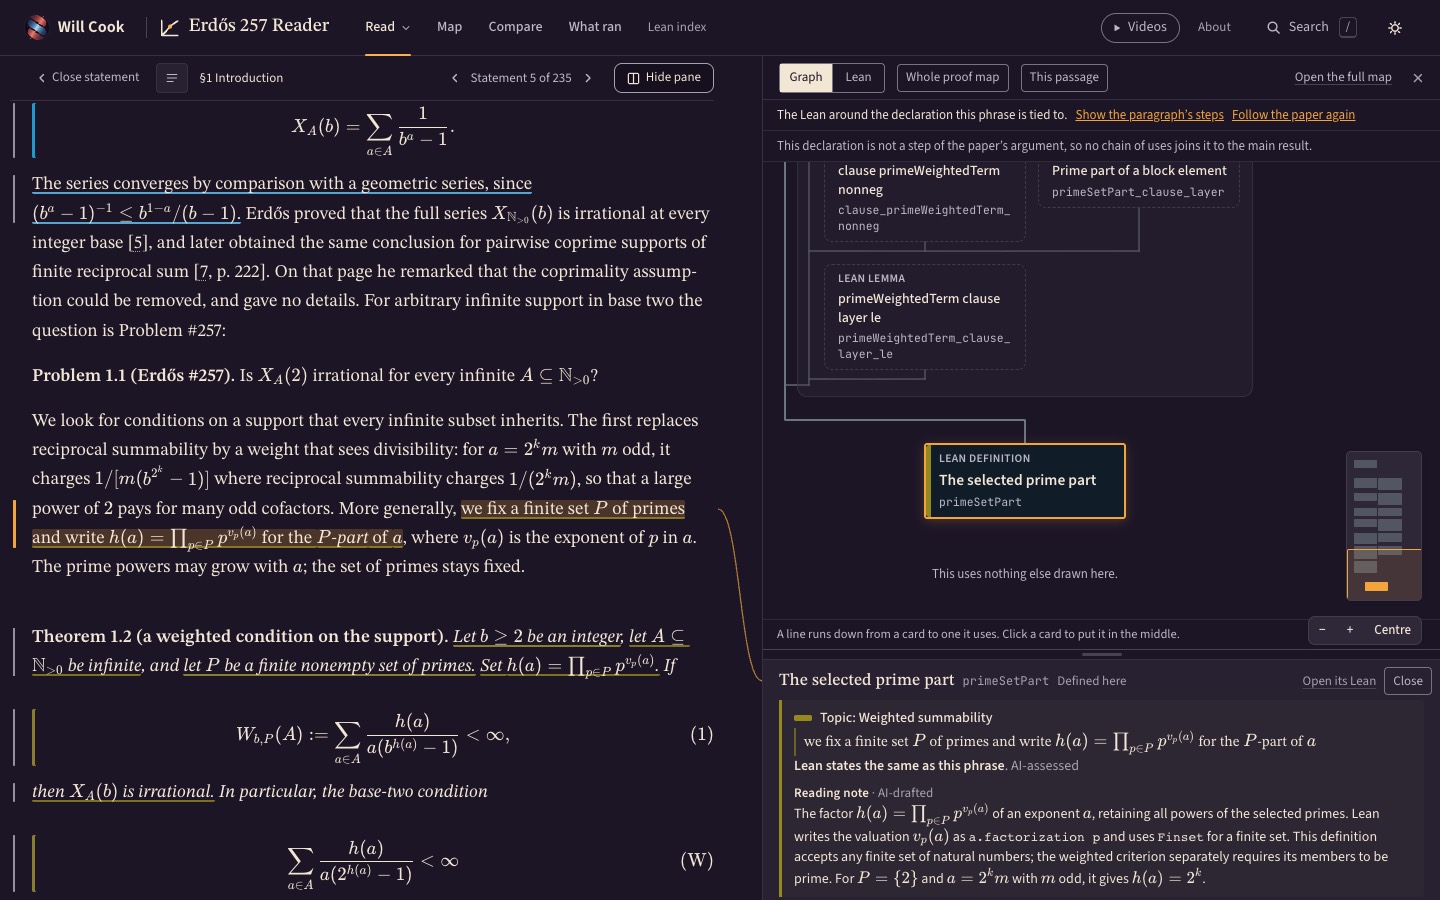 Will Cook
Erdős 257 Reader
Read
Map
Compare
What ran
Lean index
Videos
About
Search
/
Close statement
§1 Introduction
Statement 5 of 235
Hide pane
X_A(b) = ∑_{a∈A} 1/(b^a − 1).
The series converges by comparison with a geometric series, since
(b^a − 1)^{−1} ≤ b^{1−a}/(b − 1). Erdős proved that the full series X_{ℕ_{>0}}(b) is irrational at every
integer base [5], and later obtained the same conclusion for pairwise coprime supports of
finite reciprocal sum [7, p. 222]. On that page he remarked that the coprimality assump-
tion could be removed, and gave no details. For arbitrary infinite support in base two the
question is Problem #257:
Problem 1.1 (Erdős #257). Is X_A(2) irrational for every infinite A ⊆ ℕ_{>0}?
We look for conditions on a support that every infinite subset inherits. The first replaces
reciprocal summability by a weight that sees divisibility: for a = 2^k m with m odd, it
charges 1/[m(b^{2^k} − 1)] where reciprocal summability charges 1/(2^k m), so that a large
power of 2 pays for many odd cofactors. More generally, we fix a finite set P of primes
and write h(a) = ∏_{p∈P} p^{v_p(a)} for the P-part of a, where v_p(a) is the exponent of p in a.
The prime powers may grow with a; the set of primes stays fixed.
Theorem 1.2 (a weighted condition on the support). Let b ≥ 2 be an integer, let A ⊆
ℕ_{>0} be infinite, and let P be a finite nonempty set of primes. Set h(a) = ∏_{p∈P} p^{v_p(a)}. If
W_{b,P}(A) := ∑_{a∈A} h(a)/(a(b^{h(a)} − 1)) < ∞, (1)
then X_A(b) is irrational. In particular, the base-two condition
∑_{a∈A} h(a)/(a(2^{h(a)} − 1)) < ∞ (W)
Graph
Lean
Whole proof map
This passage
Open the full map
The Lean around the declaration this phrase is tied to. Show the paragraph's steps Follow the paper again
This declaration is not a step of the paper's argument, so no chain of uses joins it to the main result.
clause primeWeightedTerm
nonneg
clause_primeWeightedTerm_
nonneg
Prime part of a block element
primeSetPart_clause_layer
LEAN LEMMA
primeWeightedTerm clause
layer le
primeWeightedTerm_clause_
layer_le
LEAN DEFINITION
The selected prime part
primeSetPart
This uses nothing else drawn here.
A line runs down from a card to one it uses. Click a card to put it in the middle.
− + Centre
The selected prime part primeSetPart Defined here
Open its Lean
Close
Topic: Weighted summability
we fix a finite set P of primes and write h(a) = ∏_{p∈P} p^{v_p(a)} for the P-part of a
Lean states the same as this phrase. AI-assessed
Reading note · AI-drafted
The factor h(a) = ∏_{p∈P} p^{v_p(a)} of an exponent a, retaining all powers of the selected primes. Lean
writes the valuation v_p(a) as a.factorization p and uses Finset for a finite set. This definition
accepts any finite set of natural numbers; the weighted criterion separately requires its members to be
prime. For P = {2} and a = 2^k m with m odd, it gives h(a) = 2^k.